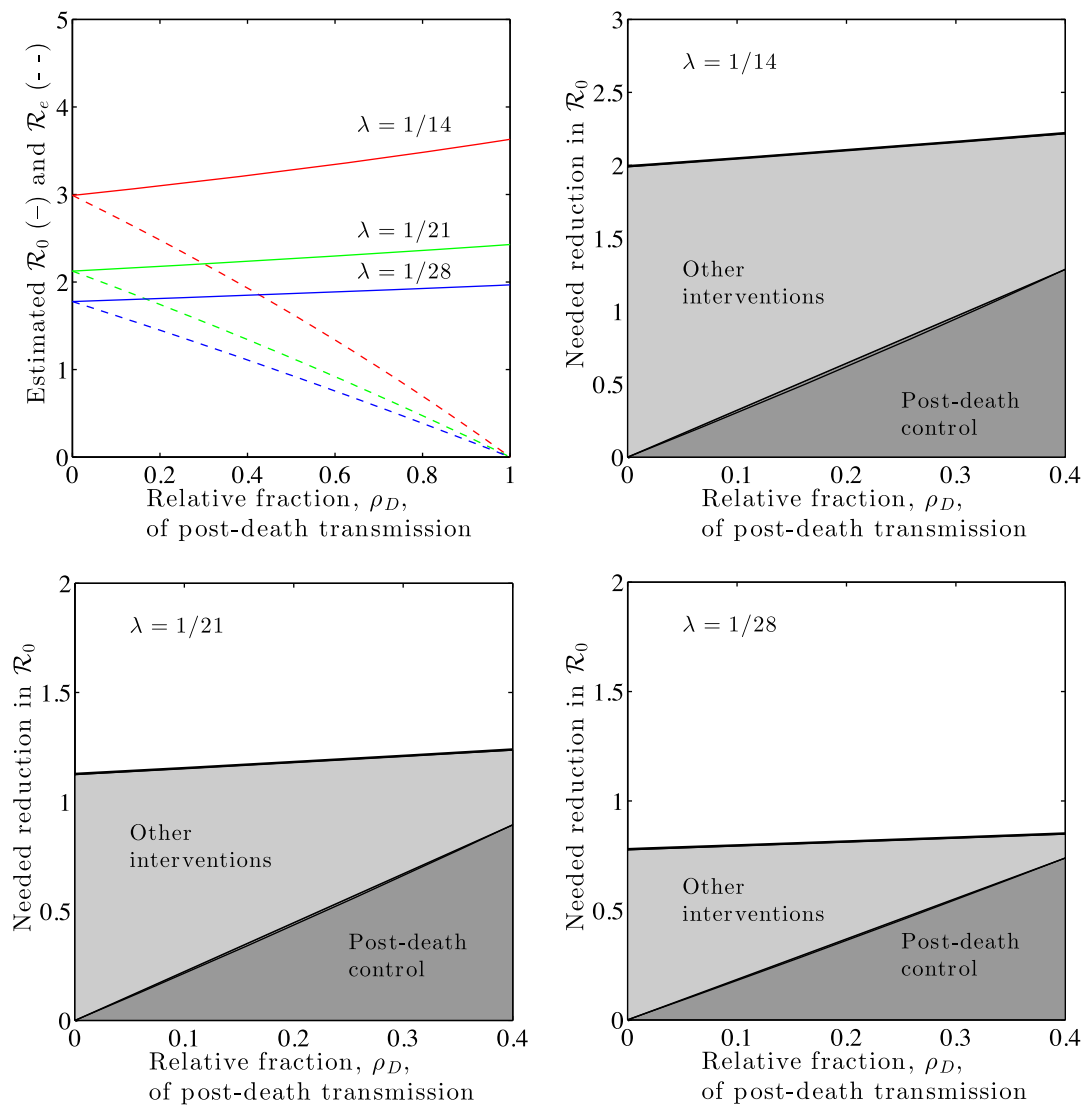 Estimated R₀ (−) and Rₑ (- -)
5
4
3
2
1
0
λ = 1/14
λ = 1/21
λ = 1/28
0 0.2 0.4 0.6 0.8 1
Relative fraction, ρ_D,
of post-death transmission
Needed reduction in R₀
3
2.5
2
1.5
1
0.5
0
λ = 1/14
Other
interventions
Post-death
control
0 0.1 0.2 0.3 0.4
Relative fraction, ρ_D,
of post-death transmission
Needed reduction in R₀
2
1.5
1
0.5
0
λ = 1/21
Other
interventions
Post-death
control
0 0.1 0.2 0.3 0.4
Relative fraction, ρ_D,
of post-death transmission
Needed reduction in R₀
2
1.5
1
0.5
0
λ = 1/28
Other
interventions
Post-death
control
0 0.1 0.2 0.3 0.4
Relative fraction, ρ_D,
of post-death transmission